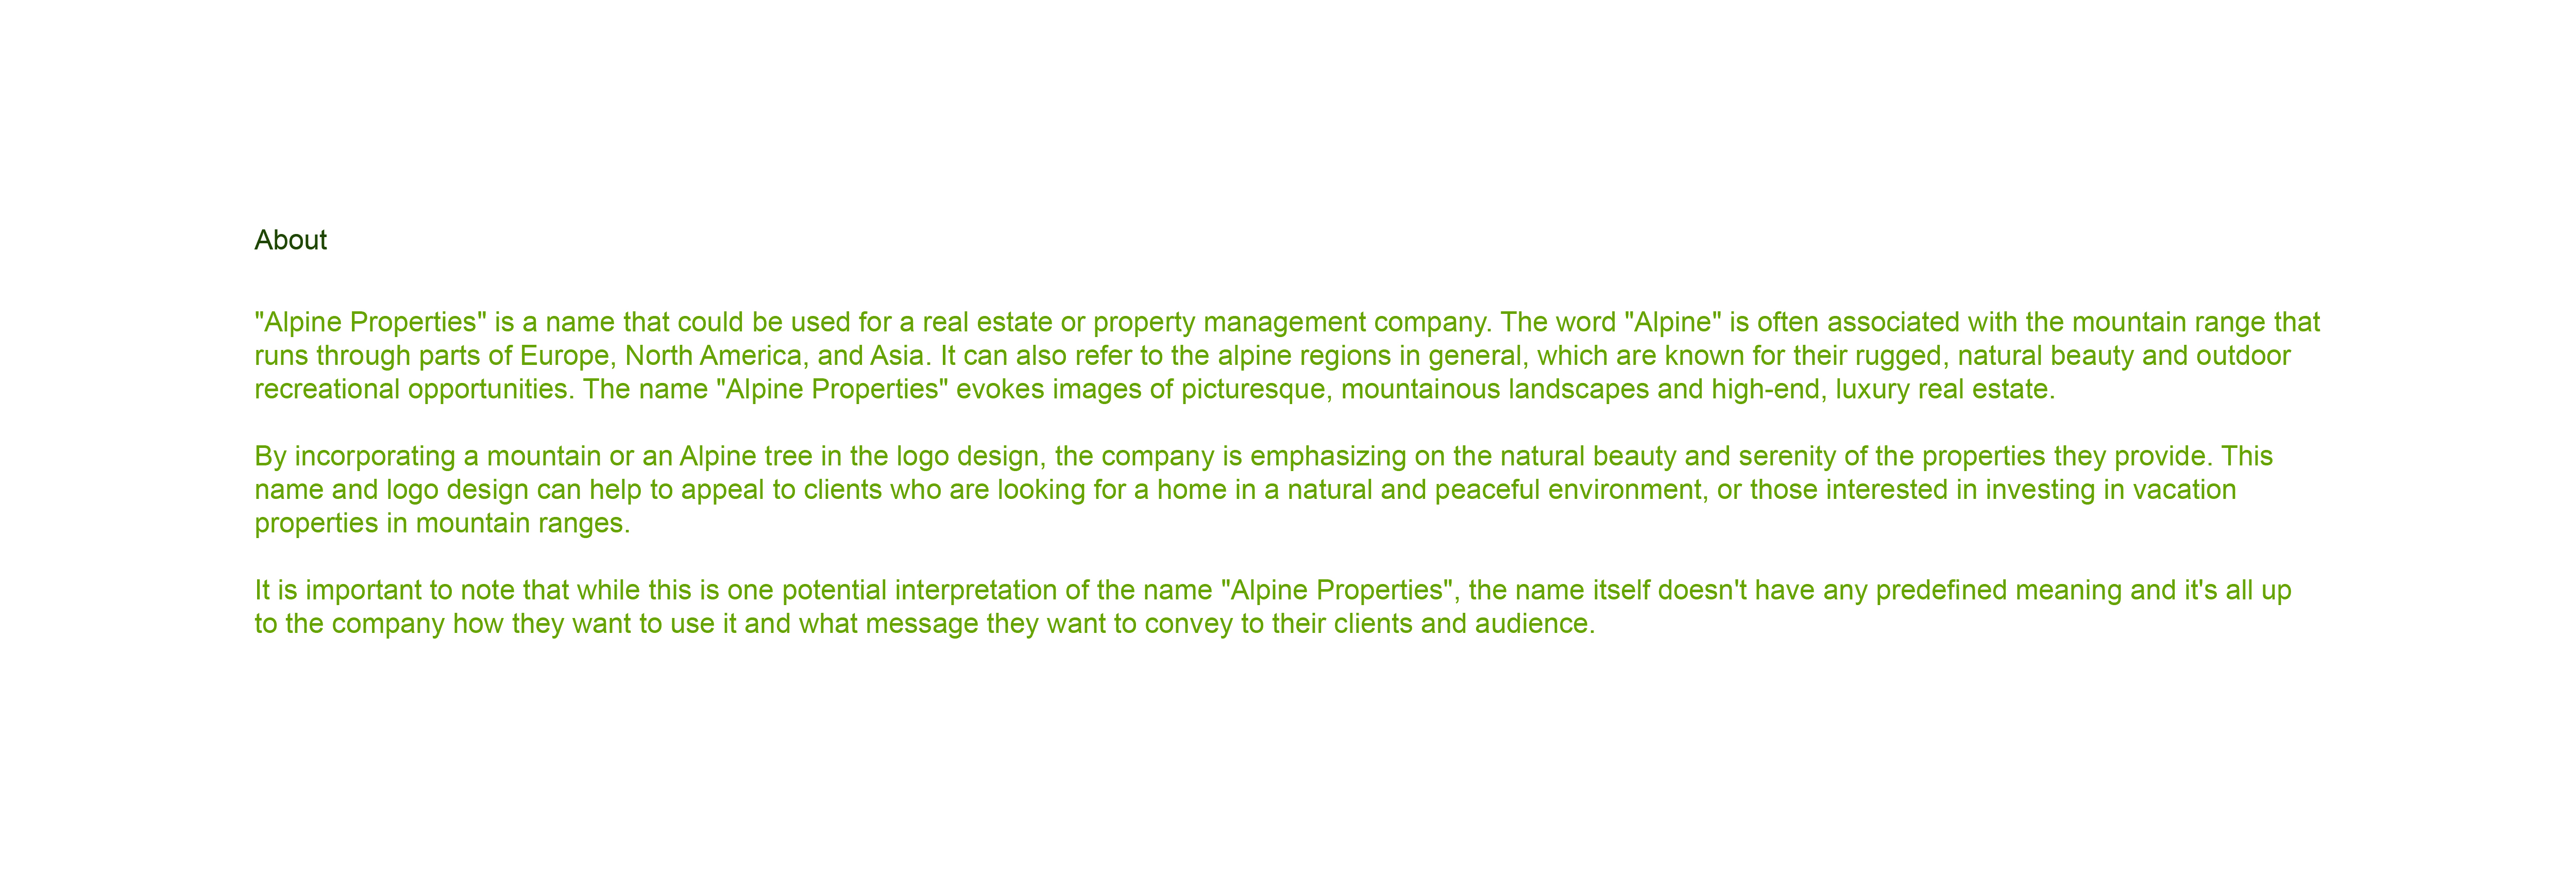 About
"Alpine Properties" is a name that could be used for a real estate or property management company. The word "Alpine" is often associated with the mountain range that
runs through parts of Europe, North America, and Asia. It can also refer to the alpine regions in general, which are known for their rugged, natural beauty and outdoor
recreational opportunities. The name "Alpine Properties" evokes images of picturesque, mountainous landscapes and high-end, luxury real estate.
By incorporating a mountain or an Alpine tree in the logo design, the company is emphasizing on the natural beauty and serenity of the properties they provide. This
name and logo design can help to appeal to clients who are looking for a home in a natural and peaceful environment, or those interested in investing in vacation
properties in mountain ranges.
It is important to note that while this is one potential interpretation of the name "Alpine Properties", the name itself doesn't have any predefined meaning and it's all up
to the company how they want to use it and what message they want to convey to their clients and audience.